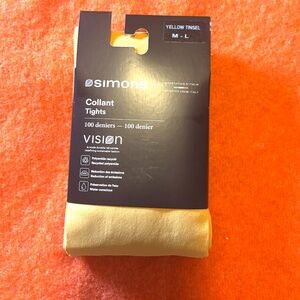 YELLOW TINSEL
M - L
simons
Collant
Tights
100 deniers — 100 denier
VISION
Polyamide recyclé
Recycled polyamide
Réduction des émissions
Reduction of emissions
Préservation de l'eau
Water conservation